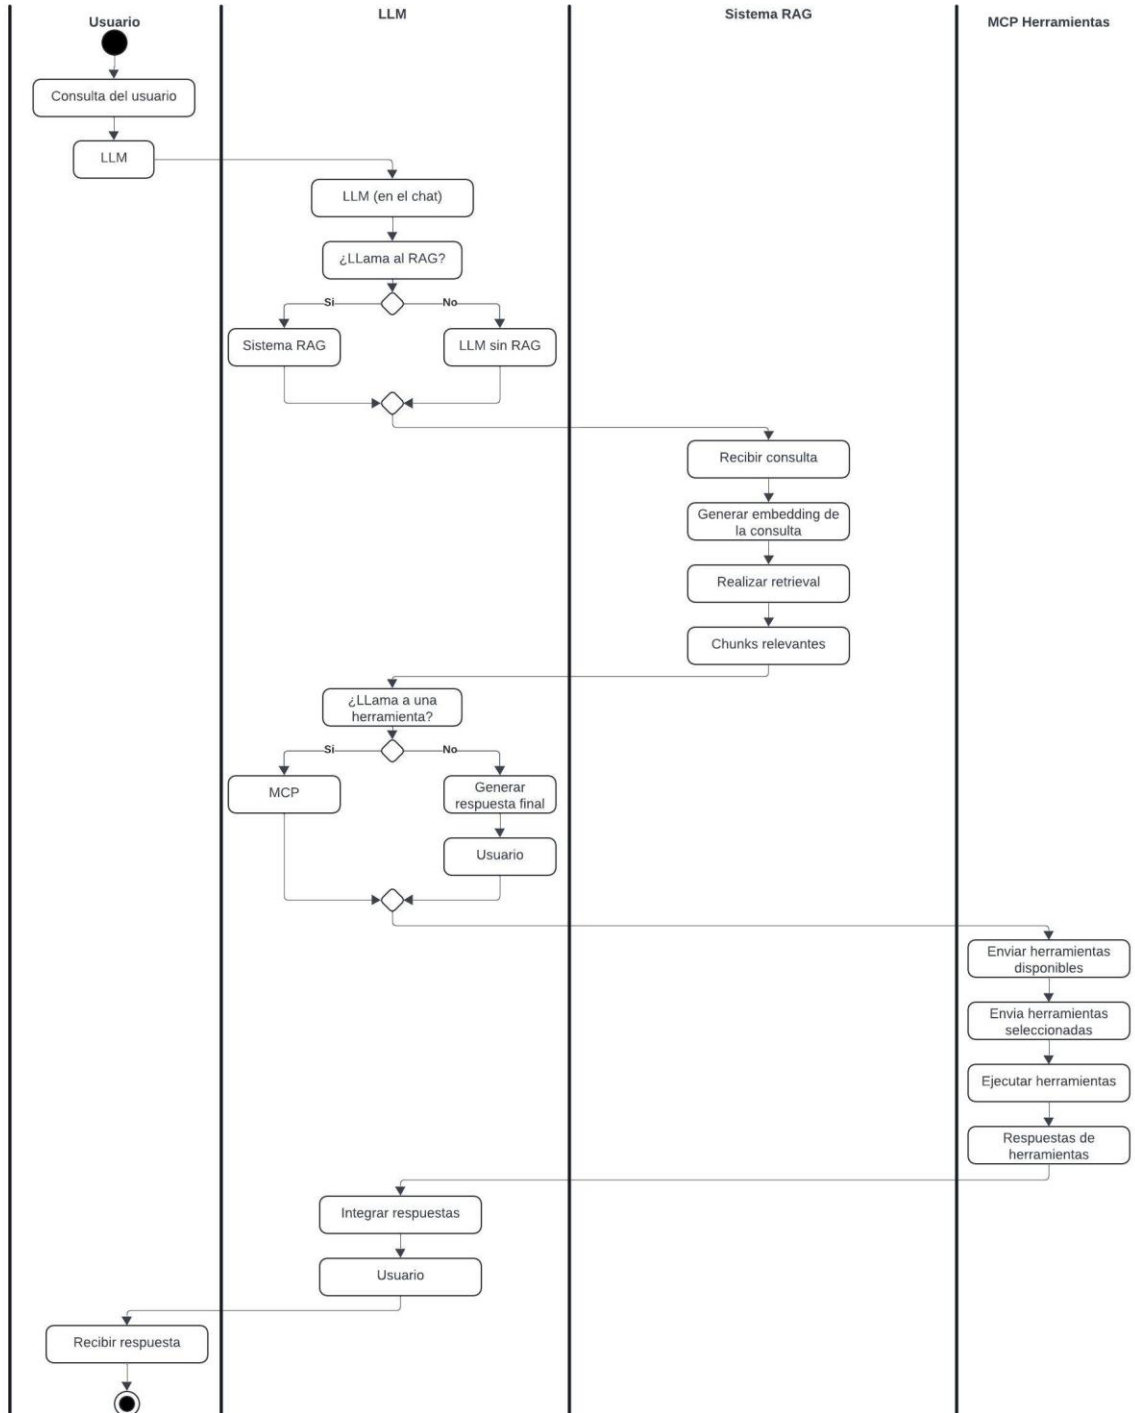 Usuario
LLM
Sistema RAG
MCP Herramientas
Consulta del usuario
LLM
LLM (en el chat)
¿LLama al RAG?
Si
No
Sistema RAG
LLM sin RAG
Recibir consulta
Generar embedding de
la consulta
Realizar retrieval
Chunks relevantes
¿LLama a una
herramienta?
Si
No
MCP
Generar
respuesta final
Usuario
Enviar herramientas
disponibles
Envia herramientas
seleccionadas
Ejecutar herramientas
Respuestas de
herramientas
Integrar respuestas
Usuario
Recibir respuesta